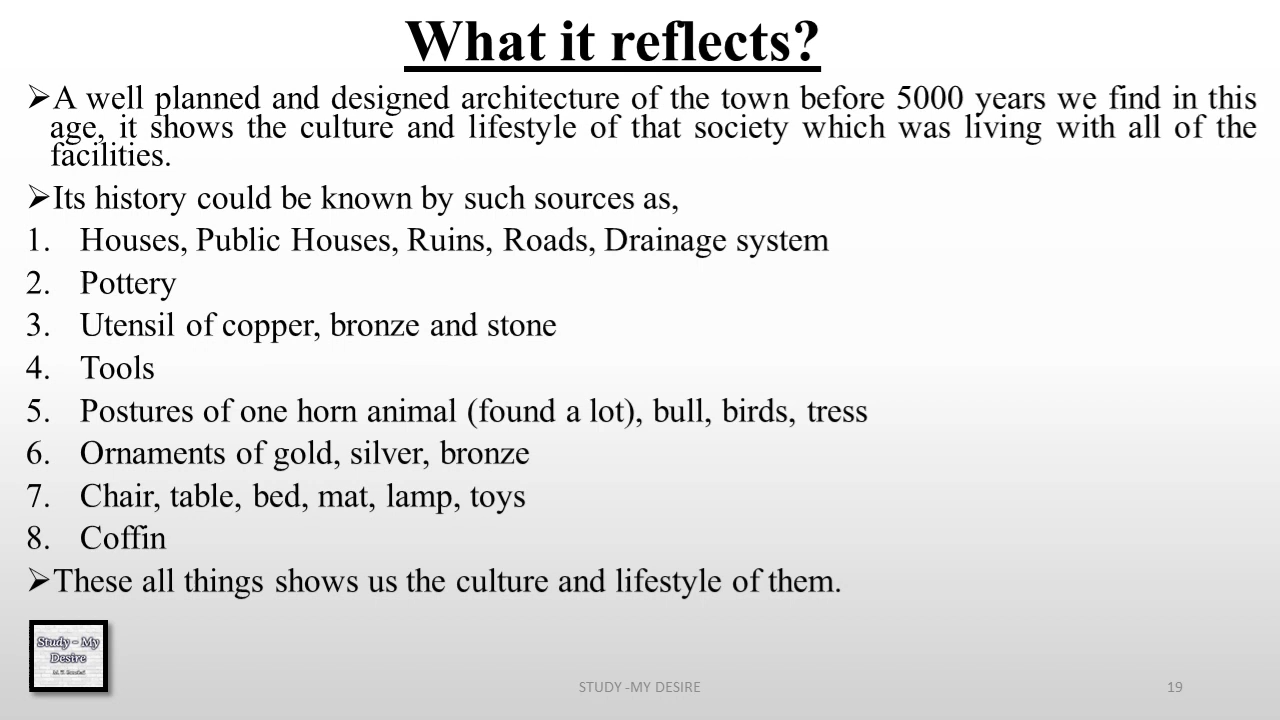 What it reflects?
➢A well planned and designed architecture of the town before 5000 years we find in this
age, it shows the culture and lifestyle of that society which was living with all of the
facilities.
➢Its history could be known by such sources as,
1. Houses, Public Houses, Ruins, Roads, Drainage system
2. Pottery
3. Utensil of copper, bronze and stone
4. Tools
5. Postures of one horn animal (found a lot), bull, birds, tress
6. Ornaments of gold, silver, bronze
7. Chair, table, bed, mat, lamp, toys
8. Coffin
➢These all things shows us the culture and lifestyle of them.
Study - My
Desire
STUDY -MY DESIRE
19